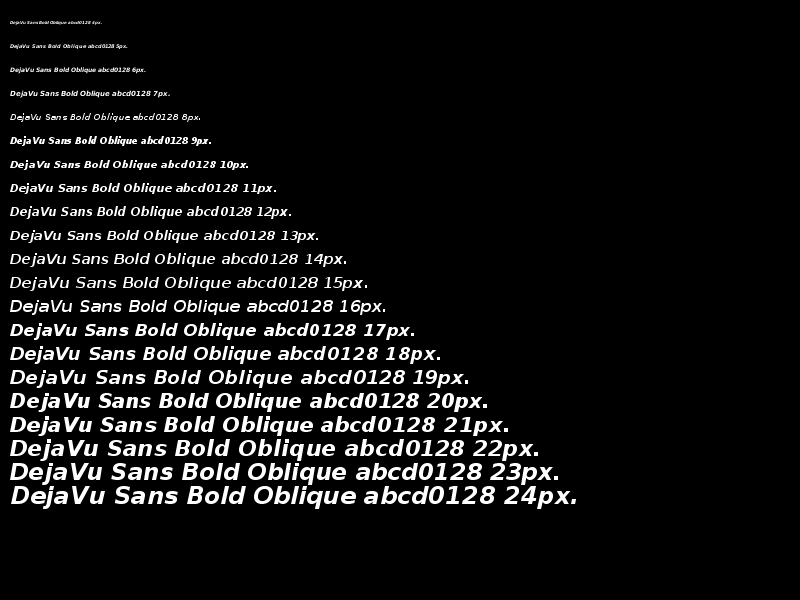 DejaVu Sans Bold Oblique abcd0128 4px.
DejaVu Sans Bold Oblique abcd0128 5px.
DejaVu Sans Bold Oblique abcd0128 6px.
DejaVu Sans Bold Oblique abcd0128 7px.
DejaVu Sans Bold Oblique abcd0128 8px.
DejaVu Sans Bold Oblique abcd0128 9px.
DejaVu Sans Bold Oblique abcd0128 10px.
DejaVu Sans Bold Oblique abcd0128 11px.
DejaVu Sans Bold Oblique abcd0128 12px.
DejaVu Sans Bold Oblique abcd0128 13px.
DejaVu Sans Bold Oblique abcd0128 14px.
DejaVu Sans Bold Oblique abcd0128 15px.
DejaVu Sans Bold Oblique abcd0128 16px.
DejaVu Sans Bold Oblique abcd0128 17px.
DejaVu Sans Bold Oblique abcd0128 18px.
DejaVu Sans Bold Oblique abcd0128 19px.
DejaVu Sans Bold Oblique abcd0128 20px.
DejaVu Sans Bold Oblique abcd0128 21px.
DejaVu Sans Bold Oblique abcd0128 22px.
DejaVu Sans Bold Oblique abcd0128 23px.
DejaVu Sans Bold Oblique abcd0128 24px.